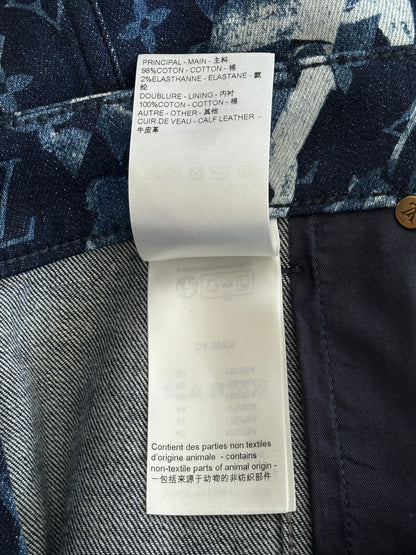 PRINCIPAL - MAIN - 主料
98%COTON - COTTON - 棉
2%ELASTHANNE - ELASTANE - 氨
纶
DOUBLURE - LINING - 内衬
100%COTON - COTTON - 棉
AUTRE - OTHER - 其他
CUIR DE VEAU - CALF LEATHER -
牛皮革
Contient des parties non textiles
d'origine animale - contains
non-textile parts of animal origin -
一包括来源于动物的非纺织部件